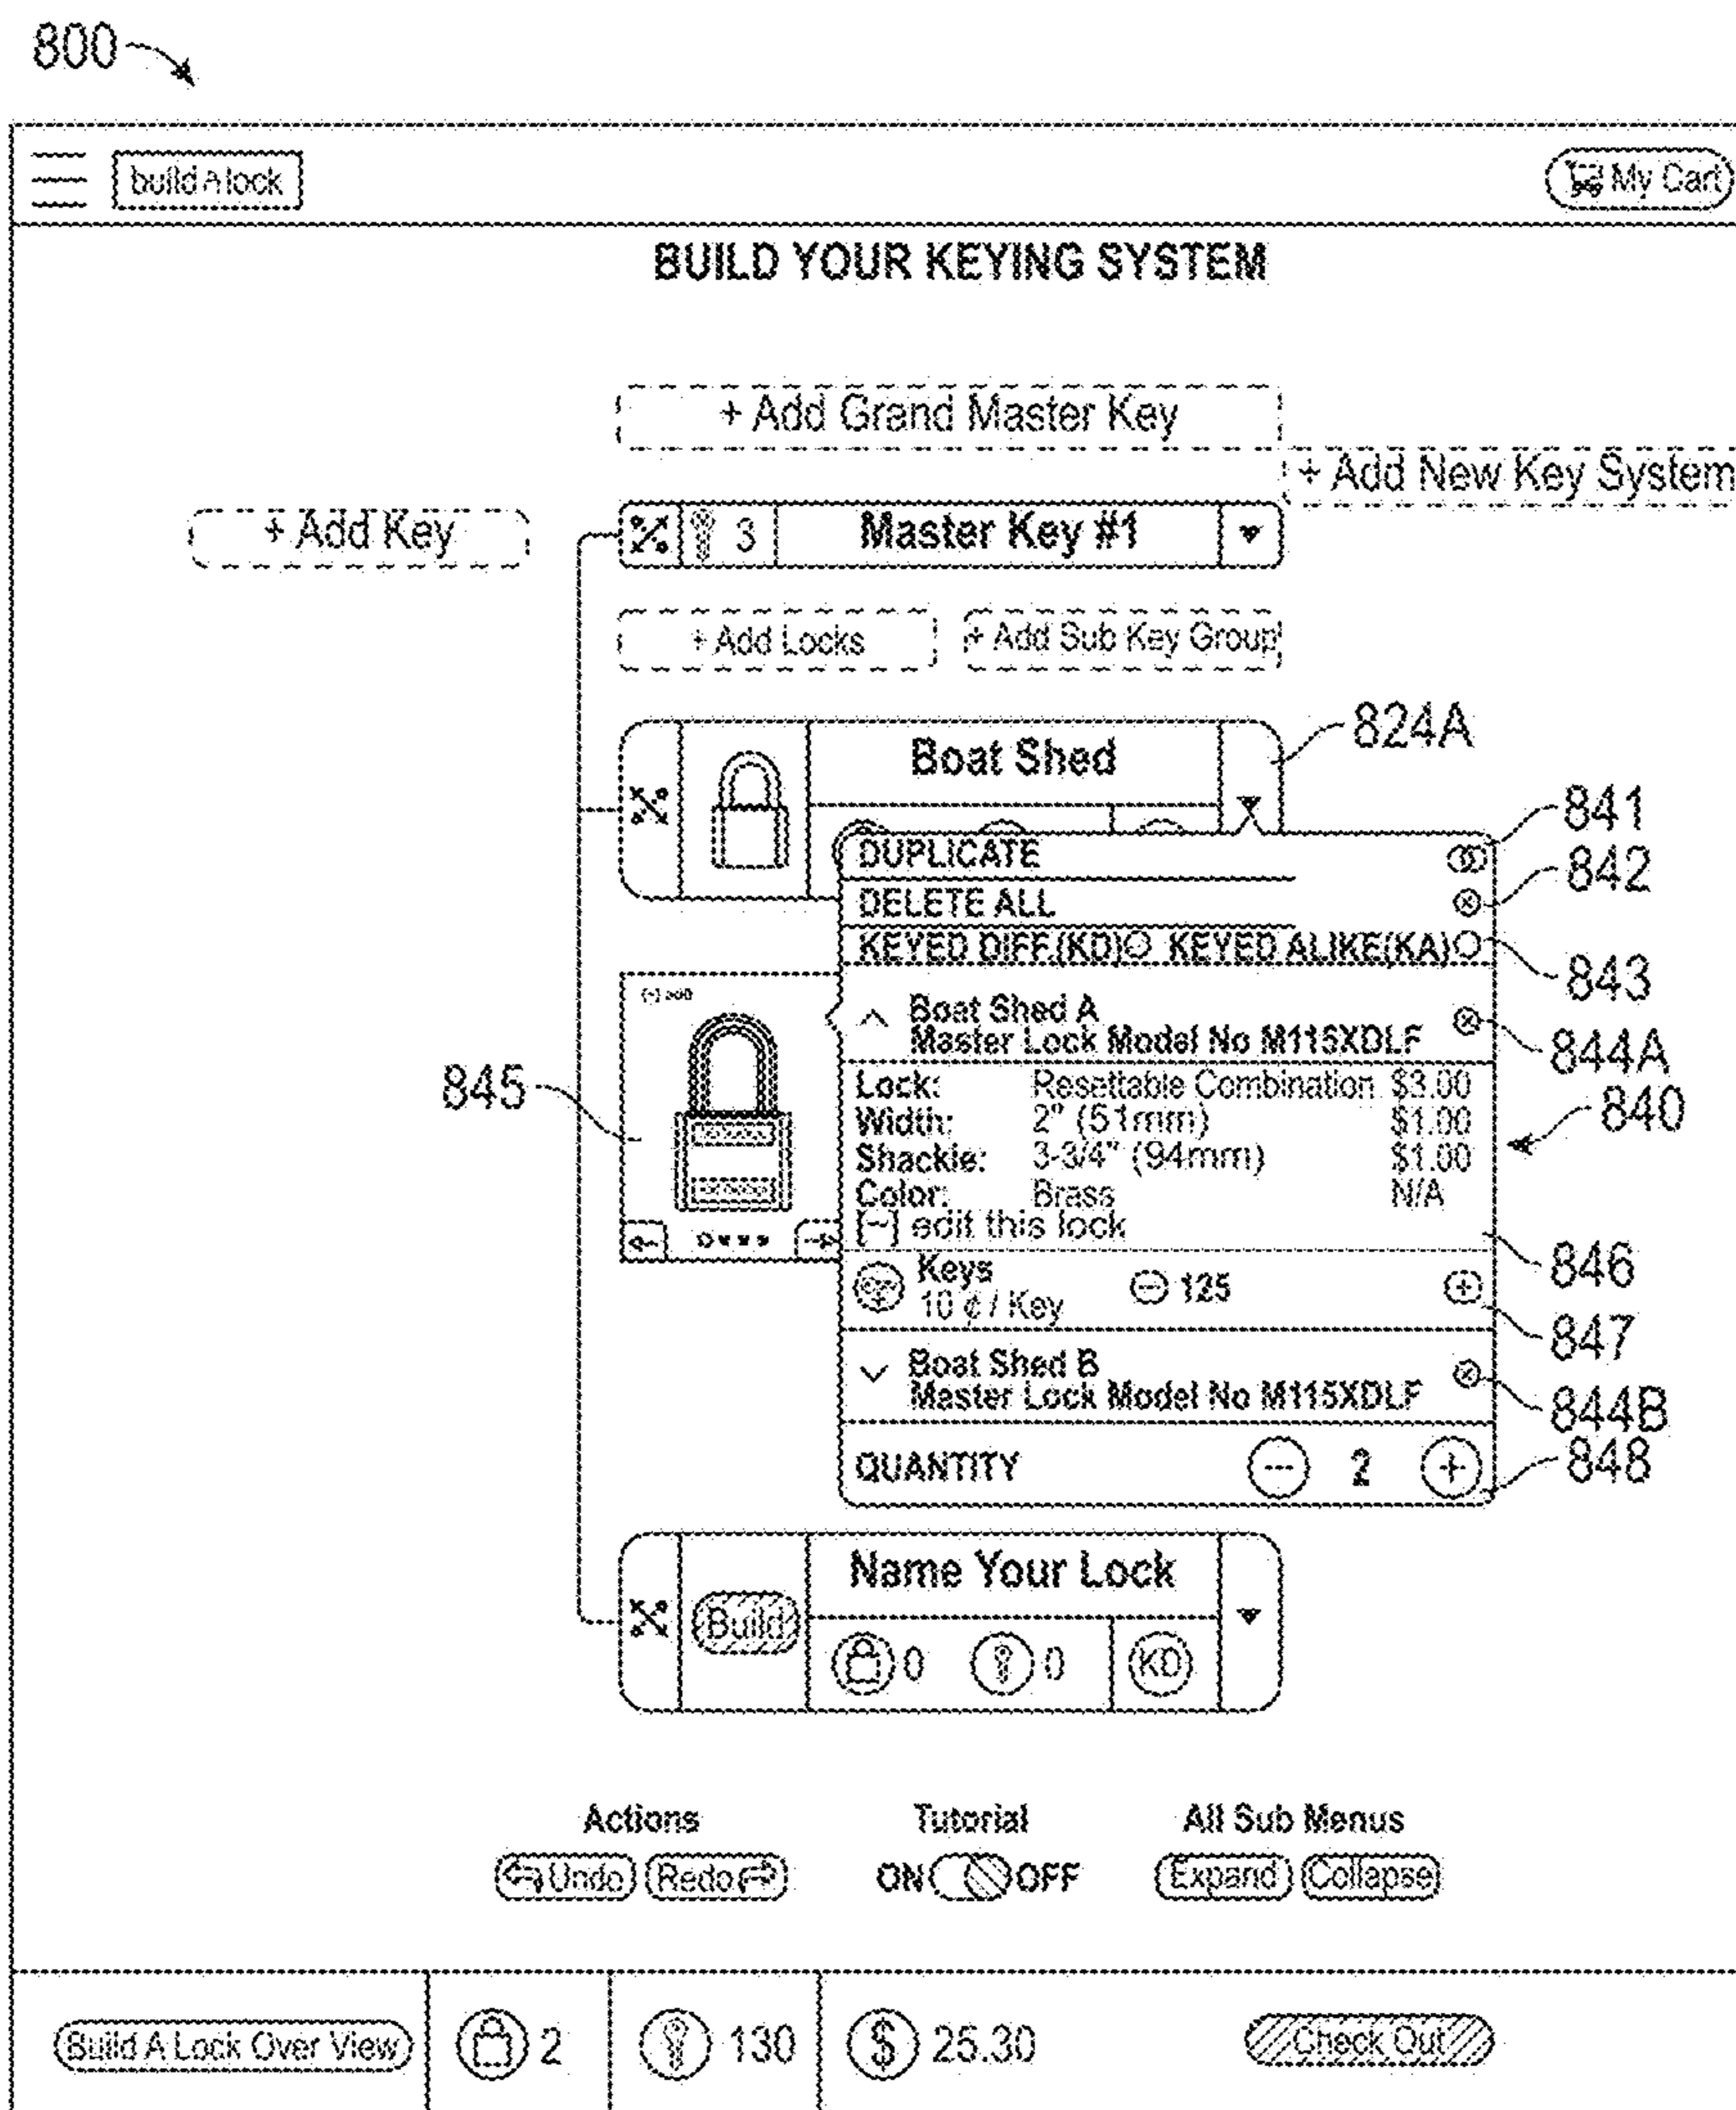 800
build A lock
My Cart
BUILD YOUR KEYING SYSTEM
+ Add Grand Master Key
+ Add New Key System
+ Add Key
3 Master Key #1
+ Add Locks + Add Sub Key Group
824A
Boat Shed
841
DUPLICATE
842
DELETE ALL
KEYED DIFF.(KD) KEYED ALIKE(KA)
843
Boat Shed A
Master Lock Model No M115XDLF
844A
845
Lock: Resettable Combination $3.00
Width: 2" (51mm) $1.00
840
Shackle: 3-3/4" (94mm) $1.00
Color: Brass N/A
[-] edit this lock
846
Keys
125
10 ¢ / Key
847
Boat Shed B
Master Lock Model No M115XDLF
844B
QUANTITY 2
848
Name Your Lock
Build
0 0 KD
Actions Tutorial All Sub Menus
Undo Redo ON OFF Expand Collapse
Build A Lock Over View 2 130 $ 25.30 Check Out